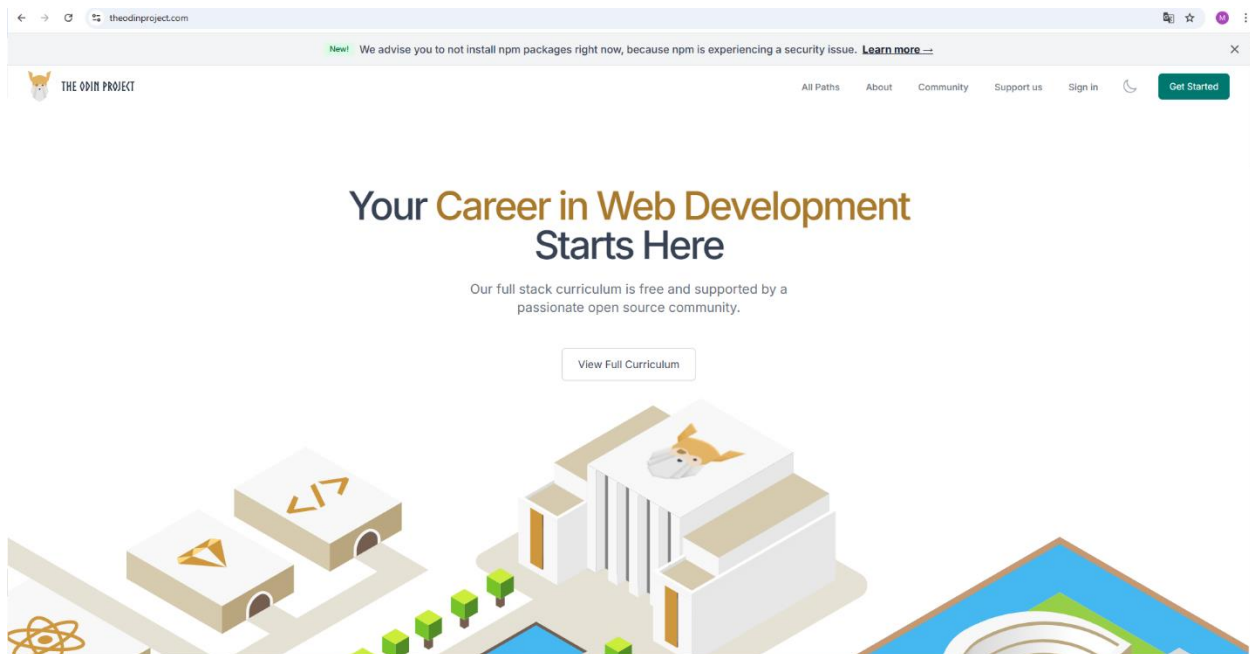 theodinproject.com
M
New! We advise you to not install npm packages right now, because npm is experiencing a security issue. Learn more →
THE ODIN PROJECT
All Paths About Community Support us Sign in Get Started
Your Career in Web Development
Starts Here
Our full stack curriculum is free and supported by a
passionate open source community.
View Full Curriculum
</>